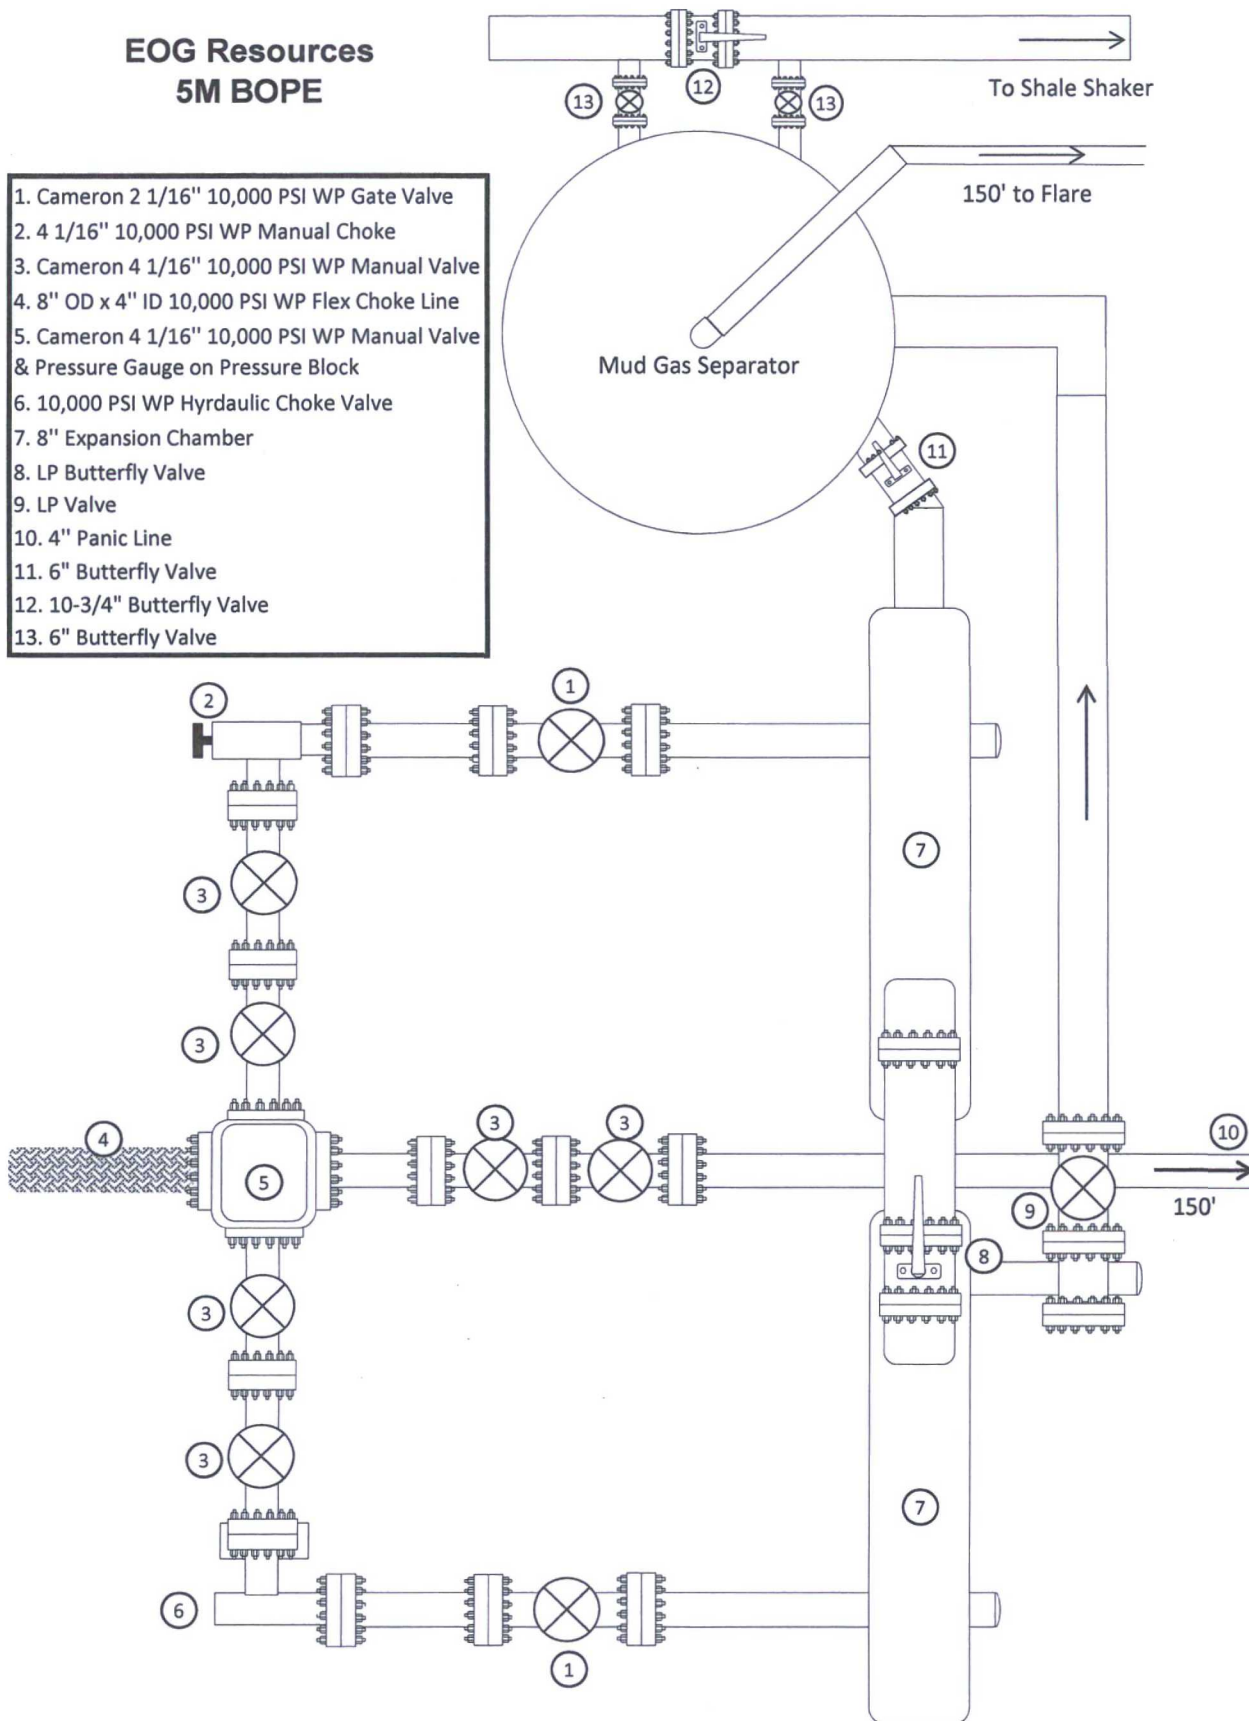 EOG Resources
5M BOPE
1. Cameron 2 1/16" 10,000 PSI WP Gate Valve
2. 4 1/16" 10,000 PSI WP Manual Choke
3. Cameron 4 1/16" 10,000 PSI WP Manual Valve
4. 8" OD x 4" ID 10,000 PSI WP Flex Choke Line
5. Cameron 4 1/16" 10,000 PSI WP Manual Valve
& Pressure Gauge on Pressure Block
6. 10,000 PSI WP Hyrdaulic Choke Valve
7. 8" Expansion Chamber
8. LP Butterfly Valve
9. LP Valve
10. 4" Panic Line
11. 6" Butterfly Valve
12. 10-3/4" Butterfly Valve
13. 6" Butterfly Valve
12
To Shale Shaker
13
13
150' to Flare
Mud Gas Separator
11
1
2
7
3
3
3
3
4
10
5
150'
9
8
3
3
7
6
1